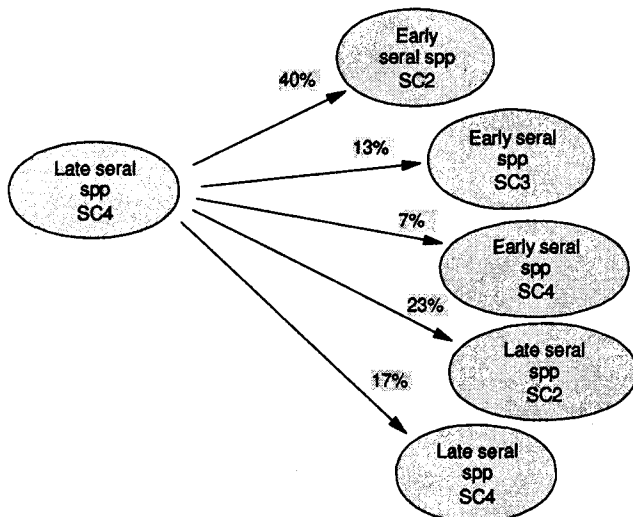 Early
seral spp
SC2
40%
Early seral
spp
SC3
13%
Late seral
spp
SC4
7%
Early seral
spp
SC4
23%
Late seral
spp
SC2
17%
Late seral
spp
SC4